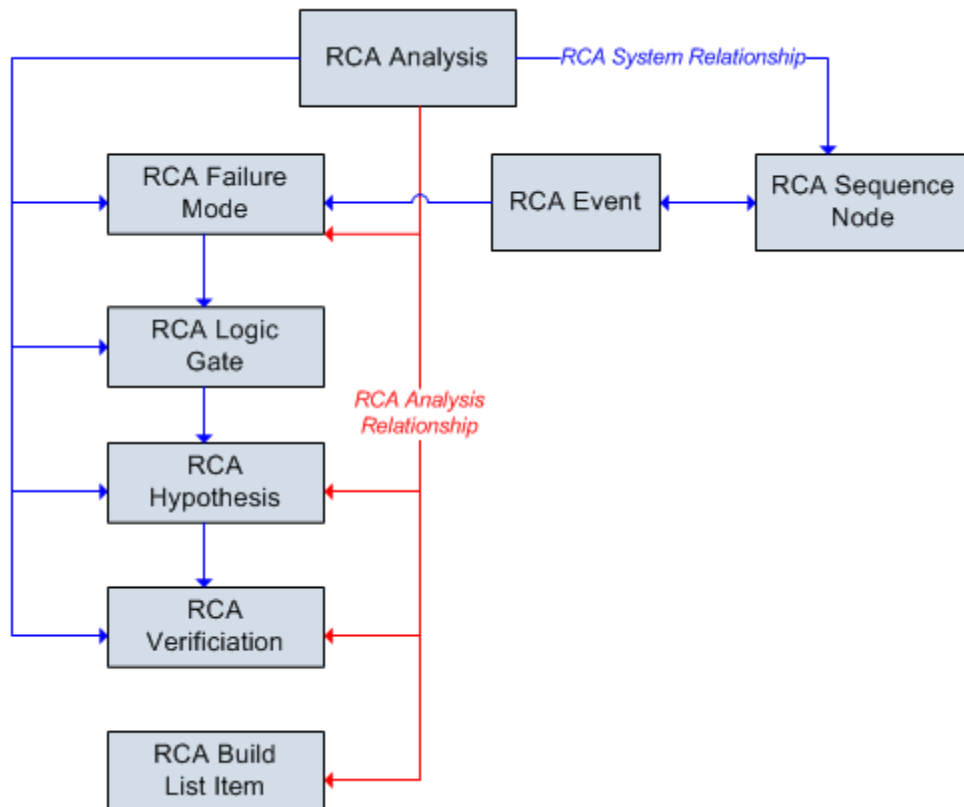 RCA Analysis
RCA System Relationship
RCA Failure
Mode
RCA Event
RCA Sequence
Node
RCA Logic
Gate
RCA Analysis
Relationship
RCA
Hypothesis
RCA
Verificiation
RCA Build
List Item